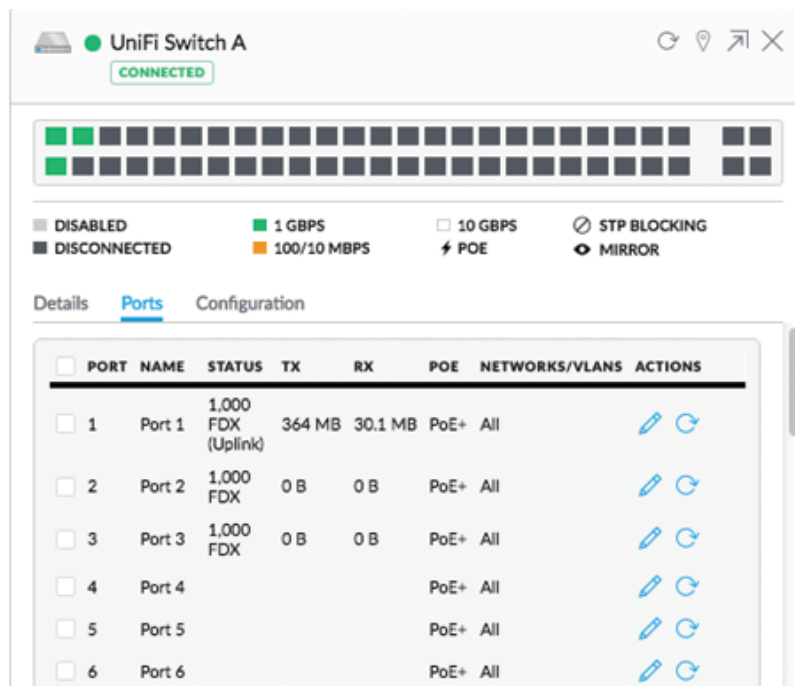 UniFi Switch A
CONNECTED
DISABLED 1 GBPS 10 GBPS STP BLOCKING
DISCONNECTED 100/10 MBPS POE MIRROR
Details Ports Configuration
PORT NAME STATUS TX RX POE NETWORKS/VLANS ACTIONS
1 Port 1 1,000 FDX (Uplink) 364 MB 30.1 MB PoE+ All
2 Port 2 1,000 FDX 0 B 0 B PoE+ All
3 Port 3 1,000 FDX 0 B 0 B PoE+ All
4 Port 4 PoE+ All
5 Port 5 PoE+ All
6 Port 6 PoE+ All